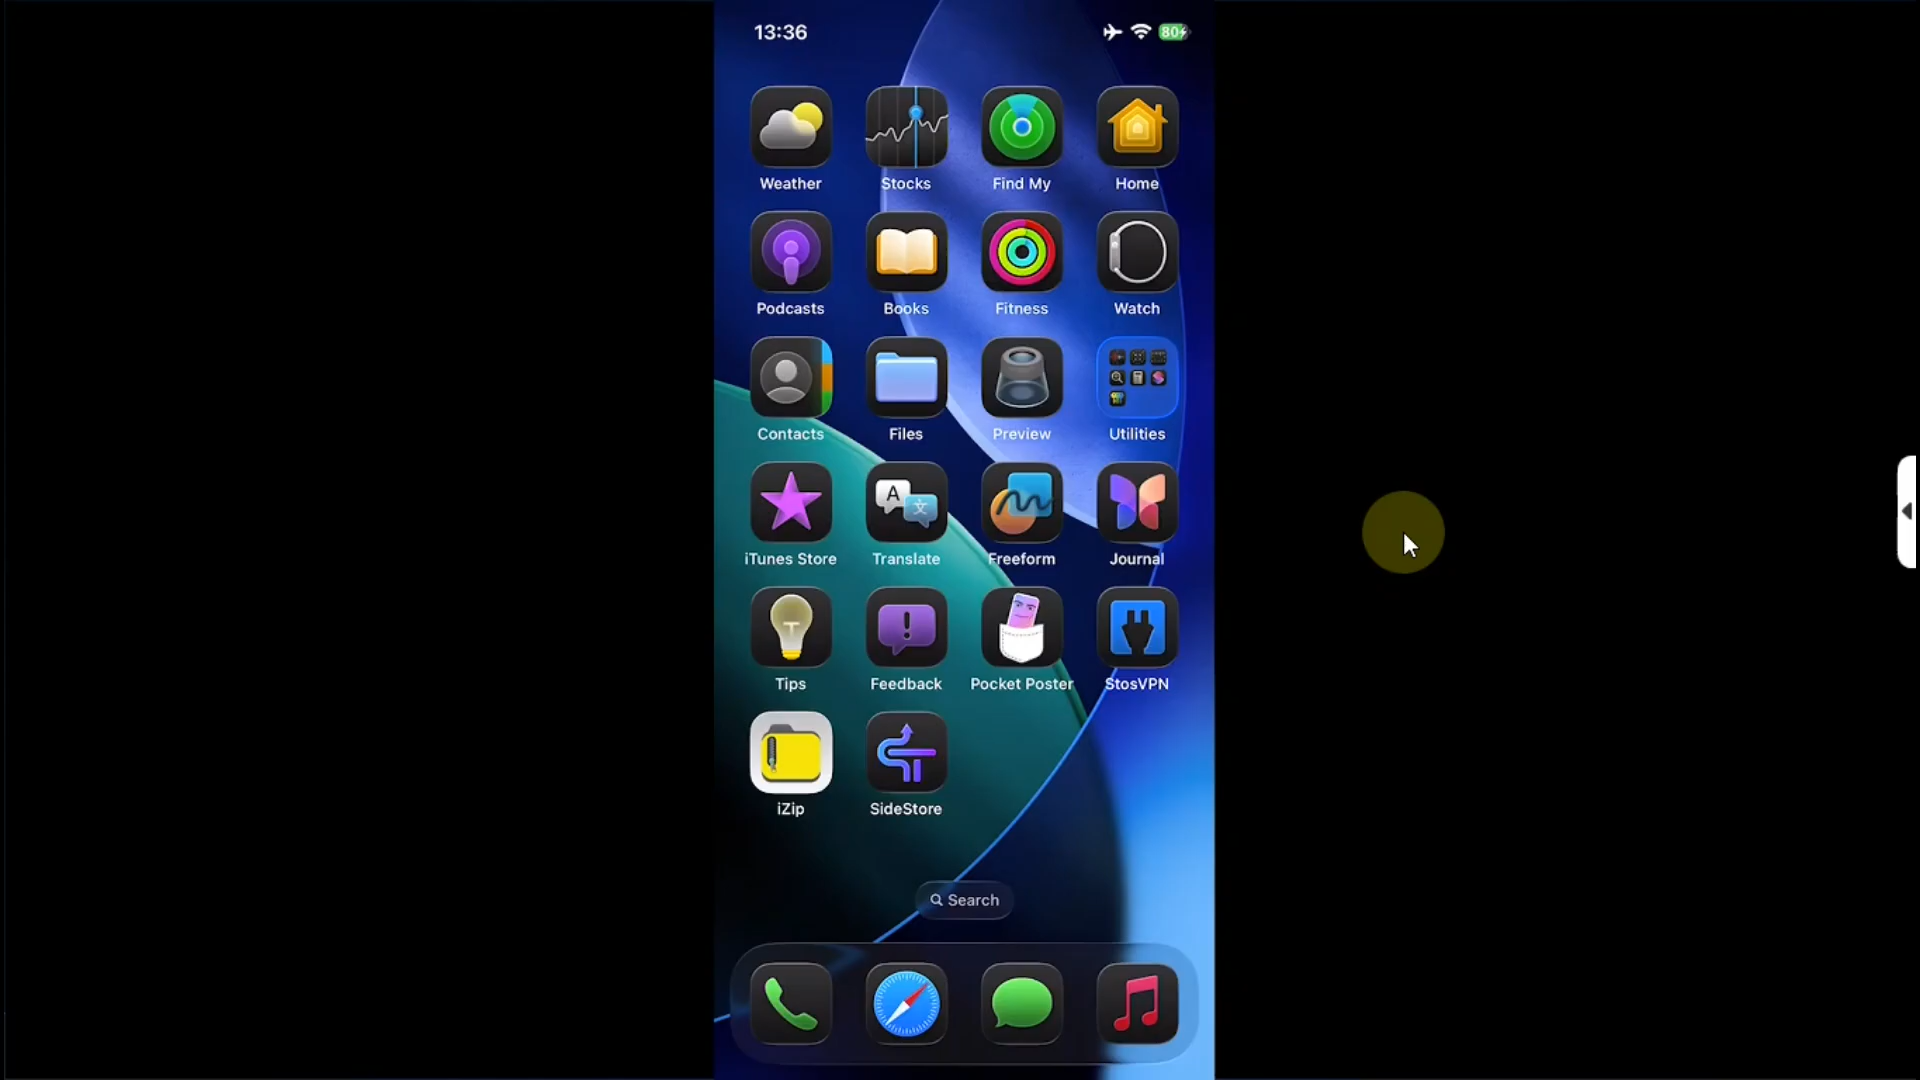 13:36
80
Weather
Stocks
Find My
Home
Podcasts
Books
Fitness
Watch
Contacts
Files
Preview
Utilities
A
文
iTunes Store
Translate
Freeform
Journal
Tips
Feedback
Pocket Poster
StosVPN
iZip
SideStore
Search